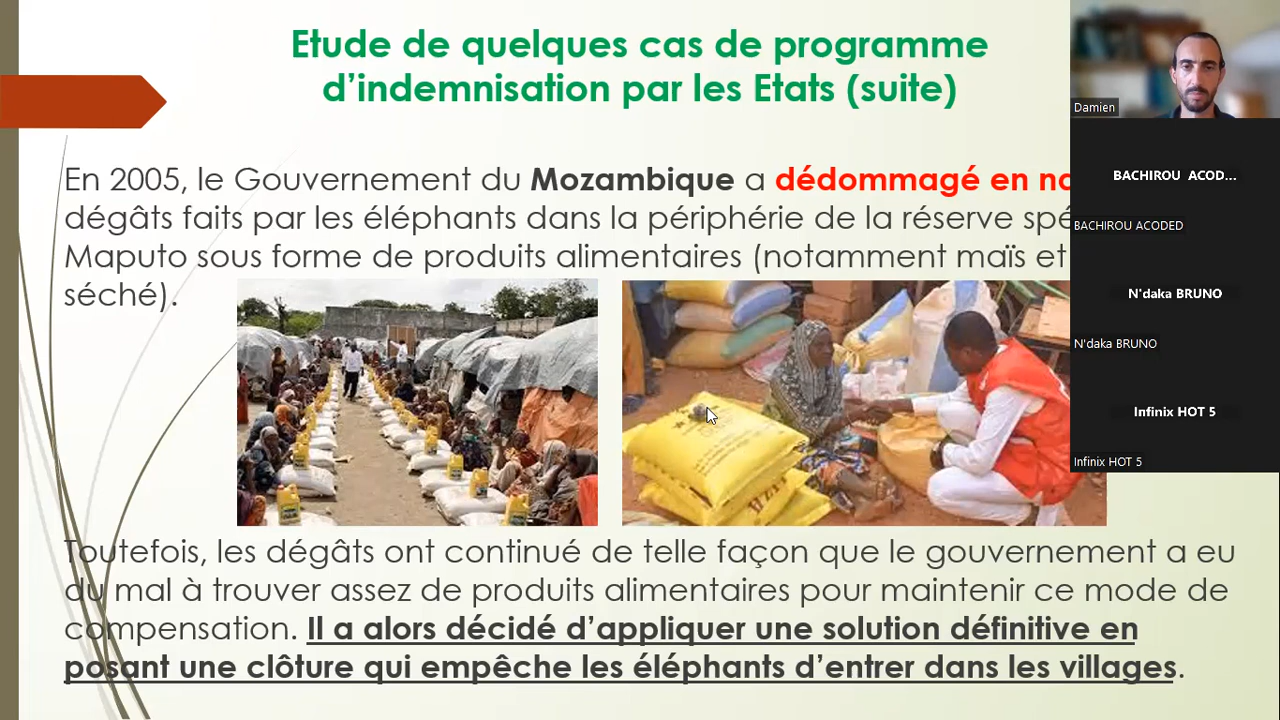 Etude de quelques cas de programme
d'indemnisation par les Etats (suite)
En 2005, le Gouvernement du Mozambique a dédommagé en
dégâts faits par les éléphants dans la périphérie de la réserve
Maputo sous forme de produits alimentaires (notamment maïs et
séché).
Toutefois, les dégâts ont continué de telle façon que le gouvernement a eu
du mal à trouver assez de produits alimentaires pour maintenir ce mode de
compensation. Il a alors décidé d'appliquer une solution définitive en
posant une clôture qui empêche les éléphants d'entrer dans les villages.
Damien
BACHIROU ACOD...
BACHIROU ACODED
N'daka BRUNO
N'daka BRUNO
Infinix HOT 5
Infinix HOT 5